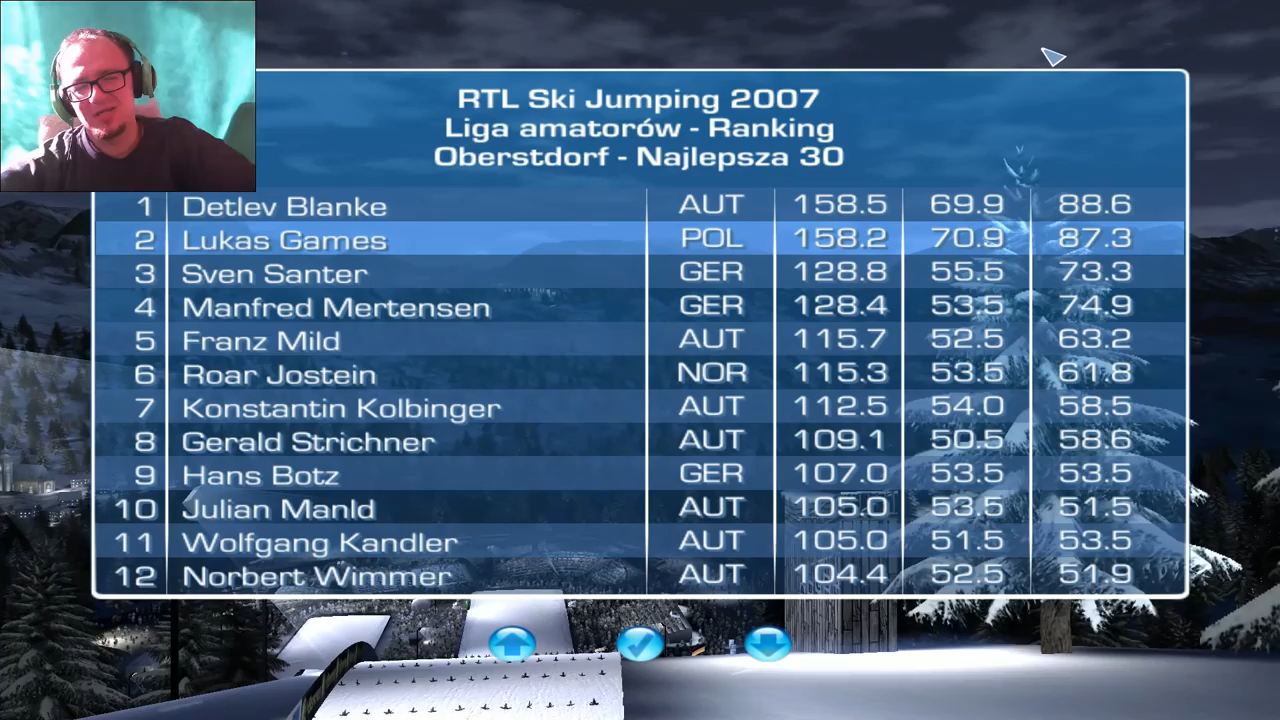 RTL Ski Jumping 2007
Liga amatorów - Ranking
Oberstdorf - Najlepsza 30
1 Detlev Blanke AUT 158.5 69.9 88.6
2 Lukas Games POL 158.2 70.9 87.3
3 Sven Santer GER 128.8 55.5 73.3
4 Manfred Mertensen GER 128.4 53.5 74.9
5 Franz Mild AUT 115.7 52.5 63.2
6 Roar Jostein NOR 115.3 53.5 61.8
7 Konstantin Kolbinger AUT 112.5 54.0 58.5
8 Gerald Strichner AUT 109.1 50.5 58.6
9 Hans Botz GER 107.0 53.5 53.5
10 Julian Manld AUT 105.0 53.5 51.5
11 Wolfgang Kandler AUT 105.0 51.5 53.5
12 Norbert Wimmer AUT 104.4 52.5 51.9